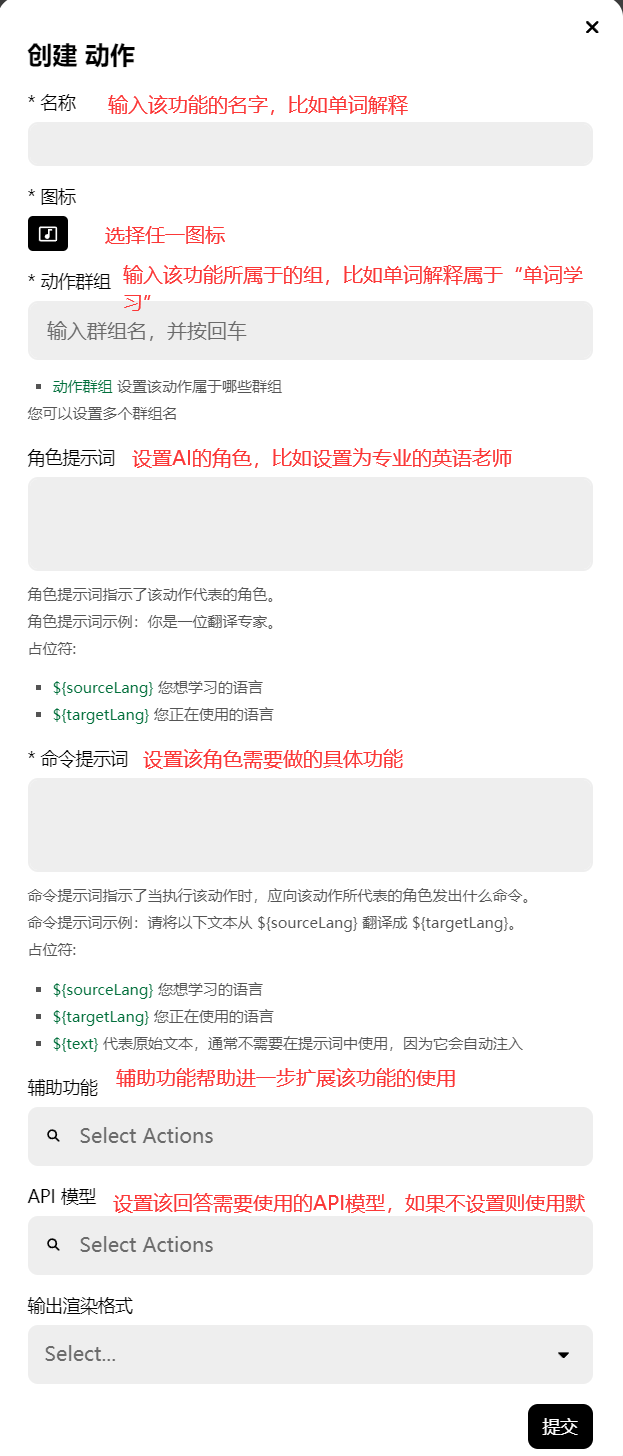 创建 动作
* 名称 输入该功能的名字，比如单词解释
* 图标
选择任一图标
* 动作群组 输入该功能所属于的组，比如单词解释属于“单词学
习”
输入群组名，并按回车
▪ 动作群组 设置该动作属于哪些群组
您可以设置多个群组名
角色提示词 设置AI的角色，比如设置为专业的英语老师
角色提示词指示了该动作代表的角色。
角色提示词示例：你是一位翻译专家。
占位符:
▪ ${sourceLang} 您想学习的语言
▪ ${targetLang} 您正在使用的语言
* 命令提示词 设置该角色需要做的具体功能
命令提示词指示了当执行该动作时，应向该动作所代表的角色发出什么命令。
命令提示词示例：请将以下文本从 ${sourceLang} 翻译成 ${targetLang}。
占位符:
▪ ${sourceLang} 您想学习的语言
▪ ${targetLang} 您正在使用的语言
▪ ${text} 代表原始文本，通常不需要在提示词中使用，因为它会自动注入
辅助功能 辅助功能帮助进一步扩展该功能的使用
Select Actions
API 模型 设置该回答需要使用的API模型，如果不设置则使用默
Select Actions
输出渲染格式
Select...
提交